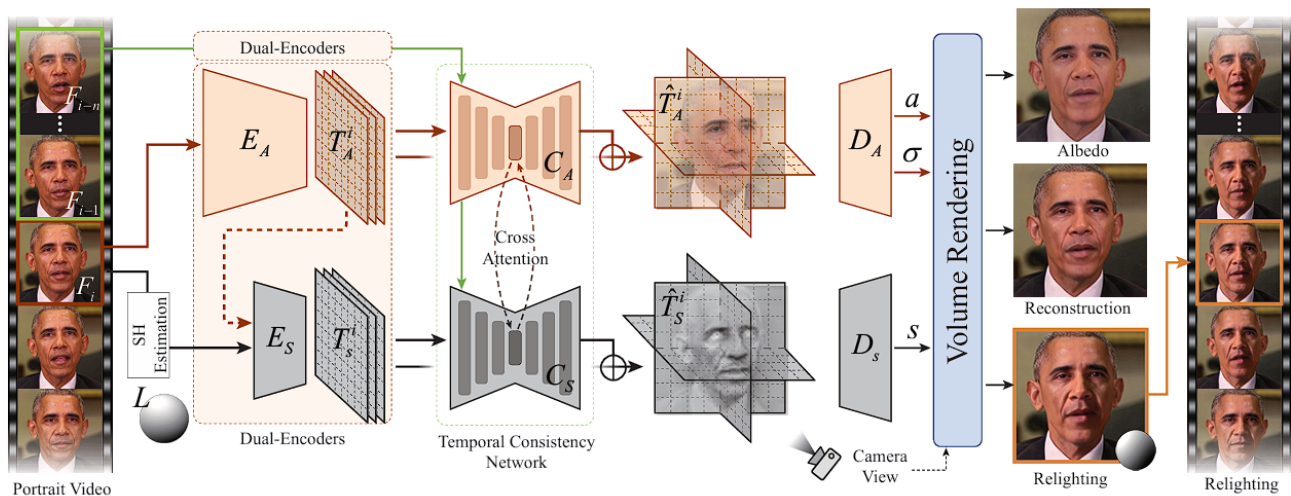 Dual-Encoders
F_{i-n}
F_{i-1}
F_i
E_A
T_A^i
C_A
\hat{T}_A^i
D_A
a
σ
Volume Rendering
Albedo
Cross
Attention
SH
Estimation
L
E_S
T_s^i
C_S
\hat{T}_S^i
D_s
s
Reconstruction
Dual-Encoders
Temporal Consistency
Network
Camera
View
Portrait Video
Relighting
Relighting